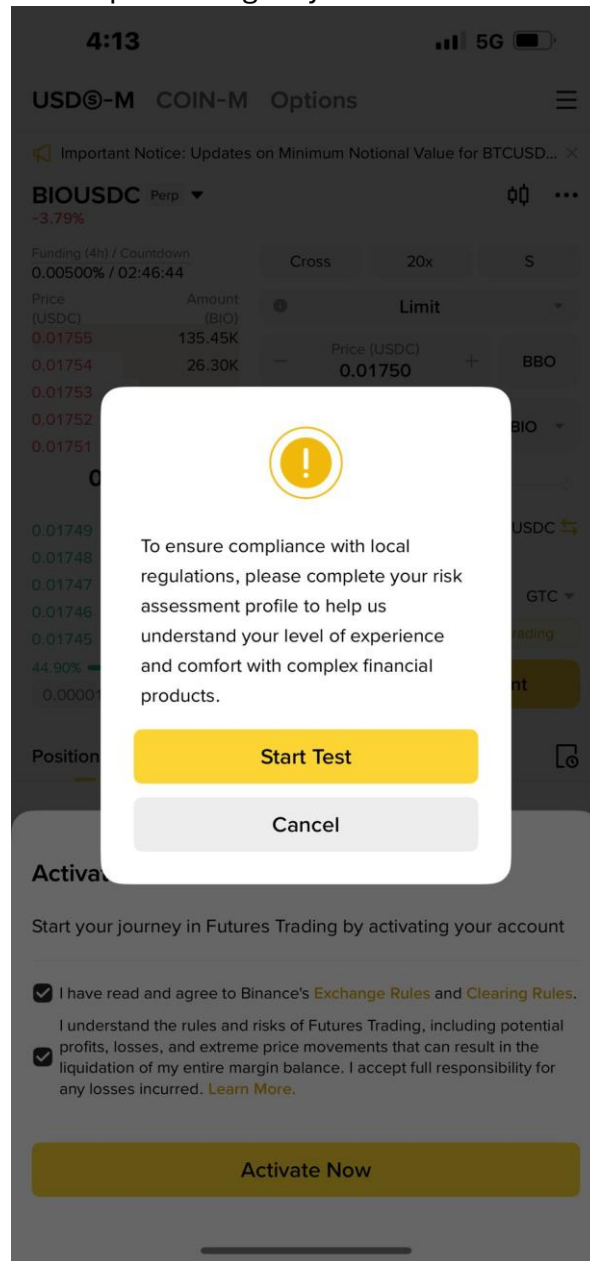 4:13
5G
USDⓈ-M COIN-M Options
Important Notice: Updates on Minimum Notional Value for BTCUSD... ×
BIOUSDC Perp
-3.79%
Funding (4h) / Countdown
0.00500% / 02:46:44
Cross 20x S
Price (USDC) Amount (BIO)
Limit
0.01755 135.45K
0.01754 26.30K
Price (USDC)
0.01750
BBO
0.01753
0.01752
0.01751
BIO
0.01749
USDC
0.01748
0.01747
GTC
0.01746
0.01745
44.90%
Position
To ensure compliance with local
regulations, please complete your risk
assessment profile to help us
understand your level of experience
and comfort with complex financial
products.
Start Test
Cancel
Start your journey in Futures Trading by activating your account
I have read and agree to Binance's Exchange Rules and Clearing Rules.
I understand the rules and risks of Futures Trading, including potential
profits, losses, and extreme price movements that can result in the
liquidation of my entire margin balance. I accept full responsibility for
any losses incurred. Learn More.
Activate Now